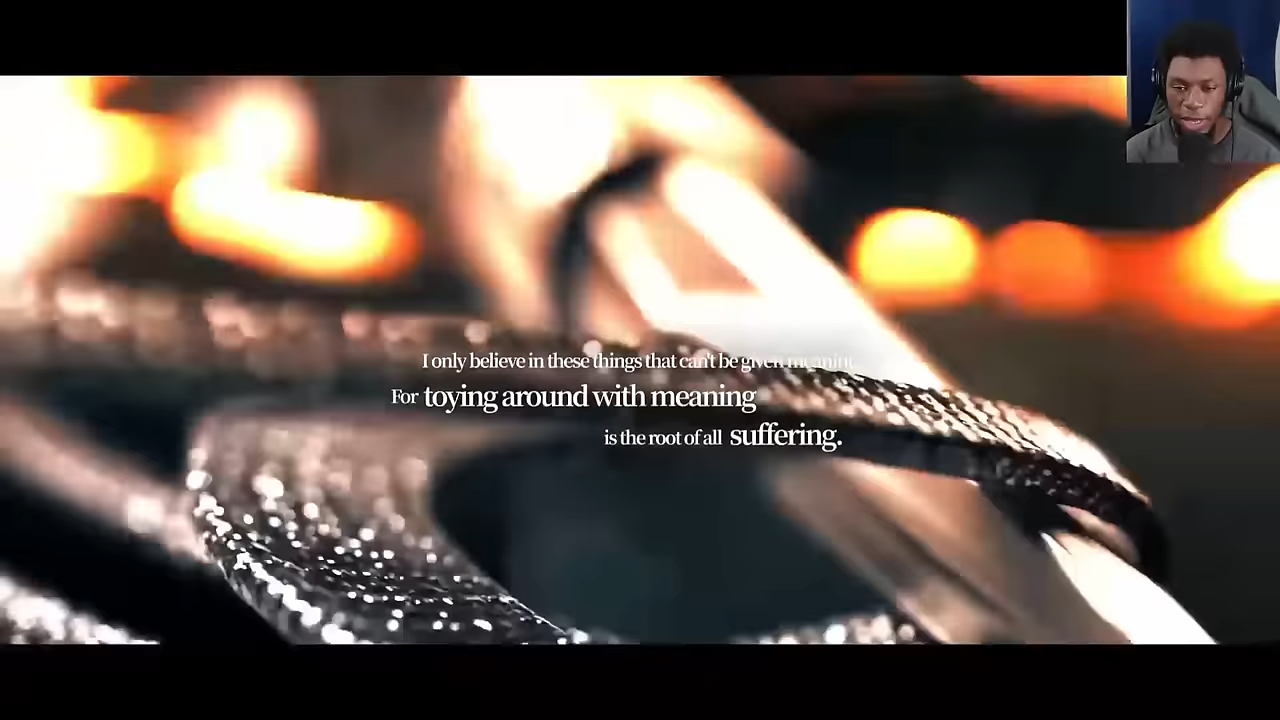 I only believe in these things that can't be given meaning
For toying around with meaning
is the root of all suffering.